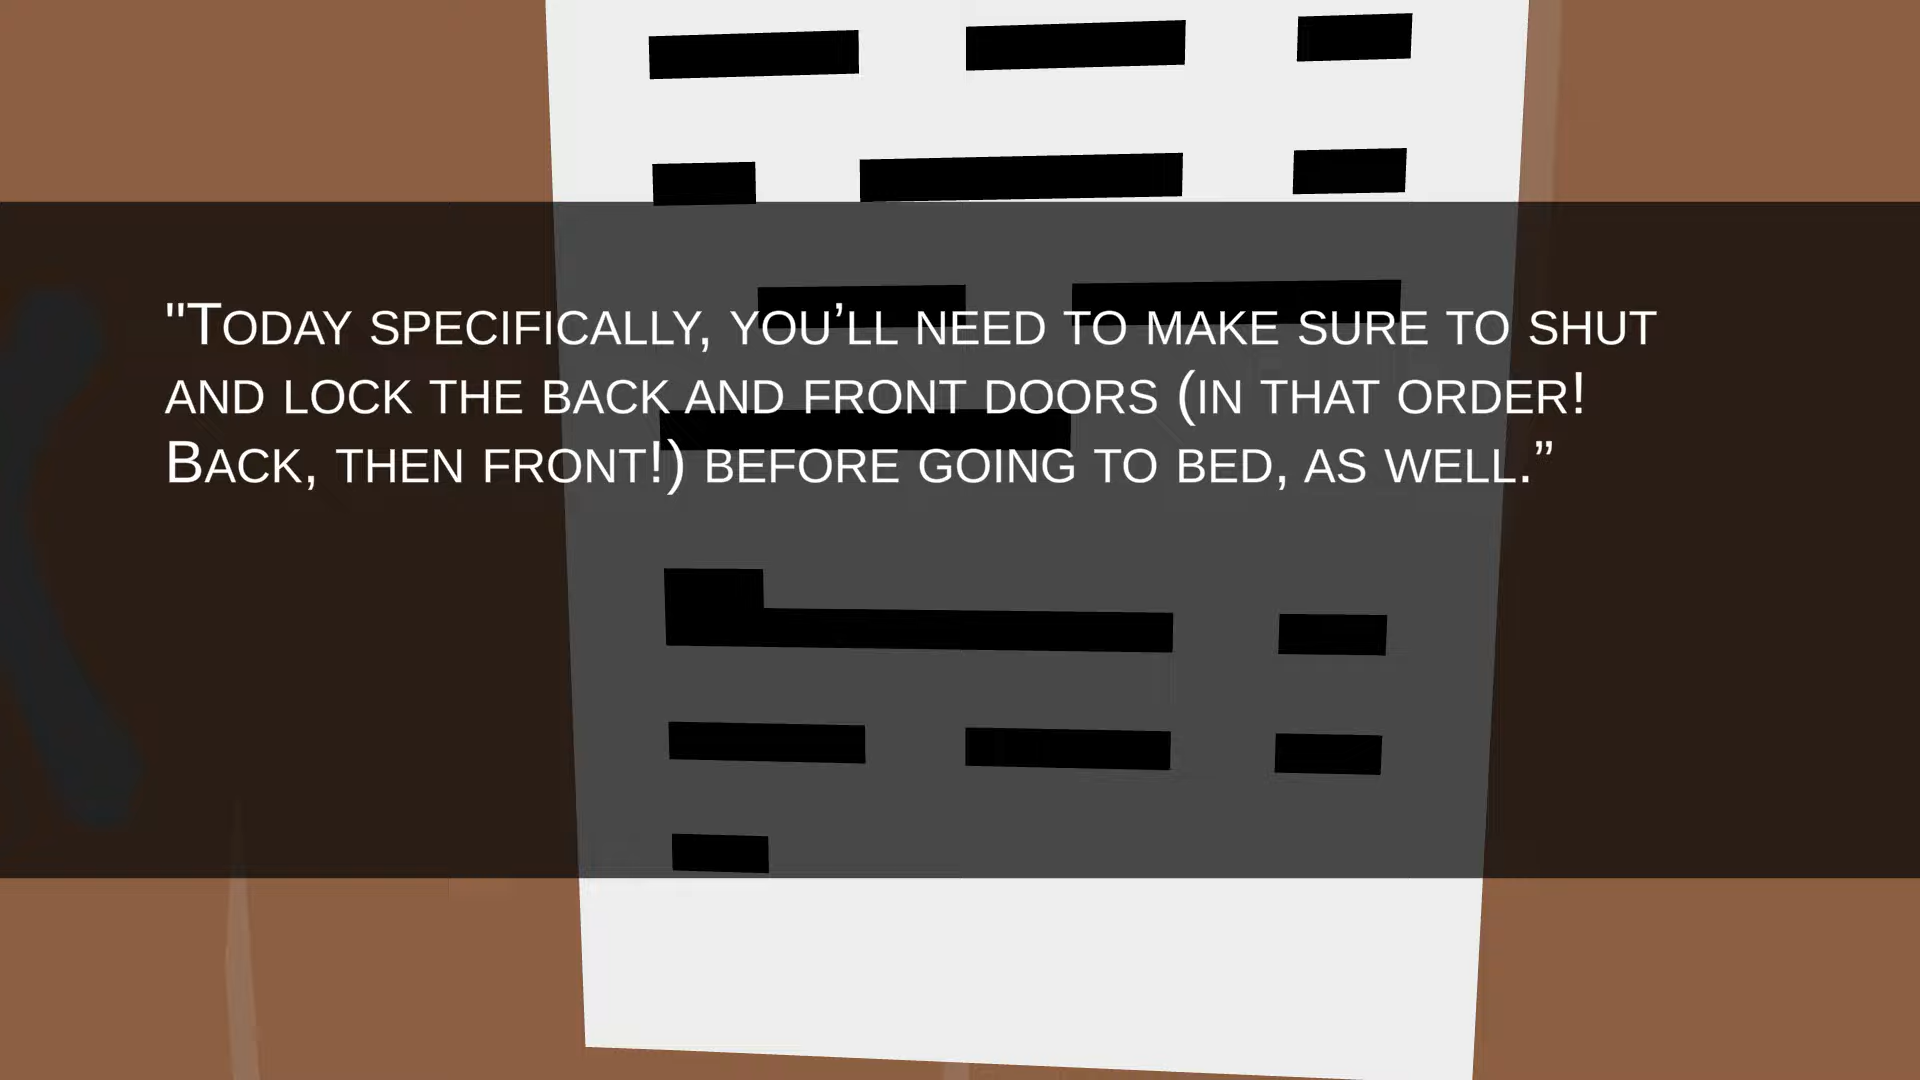 "Today specifically, you’ll need to make sure to shut
and lock the back and front doors (in that order!
Back, then front!) before going to bed, as well.”